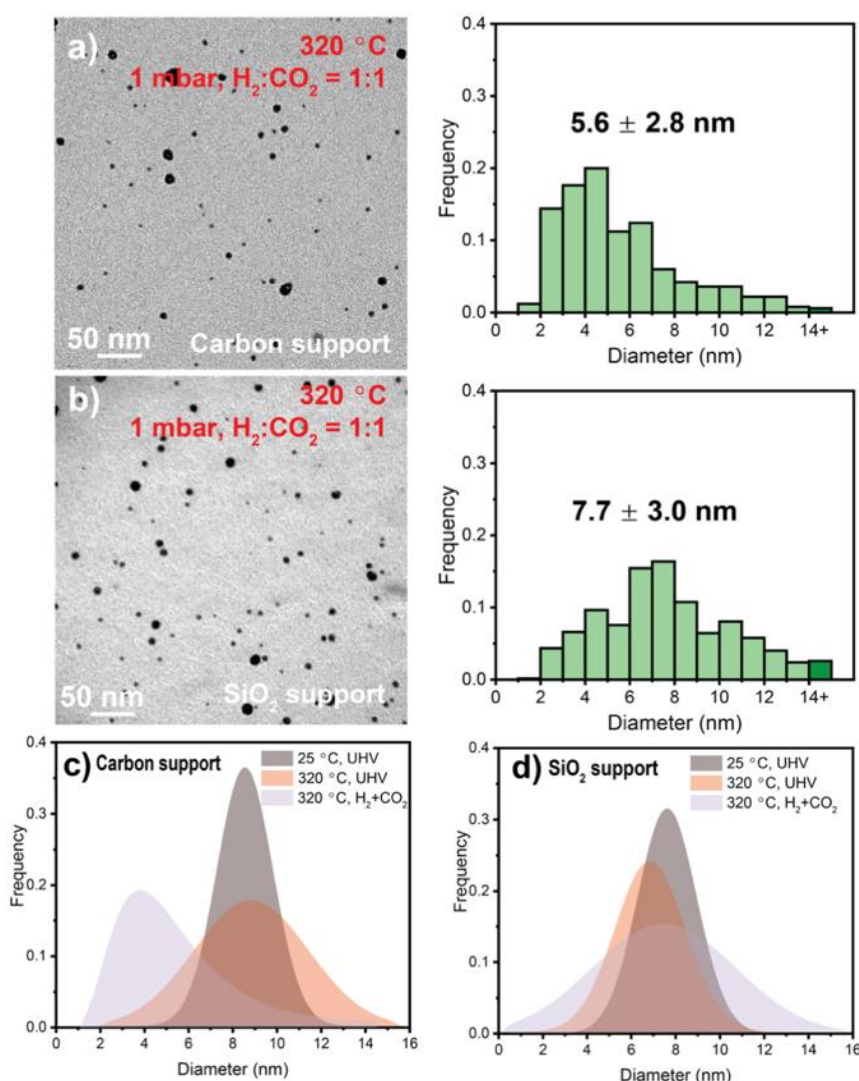 a)
320 °C
1 mbar, H₂:CO₂ = 1:1
50 nm
Carbon support
0.4
0.3
0.2
0.1
0.0
Frequency
5.6 ± 2.8 nm
0 2 4 6 8 10 12 14+
Diameter (nm)
b)
320 °C
1 mbar, H₂:CO₂ = 1:1
50 nm
SiO₂ support
0.4
0.3
0.2
0.1
0.0
Frequency
7.7 ± 3.0 nm
0 2 4 6 8 10 12 14+
Diameter (nm)
c) Carbon support
25 °C, UHV
320 °C, UHV
320 °C, H₂+CO₂
0.4
0.3
0.2
0.1
0.0
Frequency
0 2 4 6 8 10 12 14 16
Diameter (nm)
d) SiO₂ support
25 °C, UHV
320 °C, UHV
320 °C, H₂+CO₂
0.4
0.3
0.2
0.1
0.0
Frequency
0 2 4 6 8 10 12 14 16
Diameter (nm)